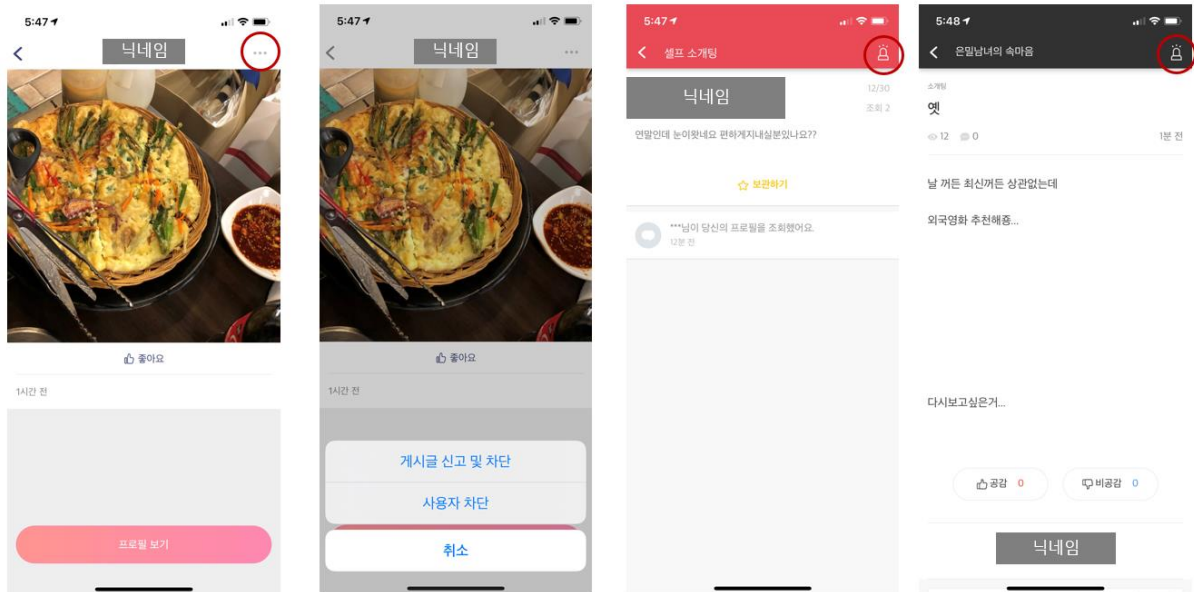 5:47
닉네임
좋아요
1시간 전
프로필 보기
5:47
닉네임
좋아요
1시간 전
게시글 신고 및 차단
사용자 차단
취소
5:47
셀프 소개팅
닉네임
12/30
조회 2
연말인데 눈이왓네요 편하게지내실분있나요??
보관하기
***님이 당신의 프로필을 조회했어요.
12분 전
5:48
은밀남녀의 속마음
소개팅
옛
12 0
1분 전
날 꺼든 최신꺼든 상관없는데
외국영화 추천해죵...
다시보고싶은거...
공감 0
비공감 0
닉네임